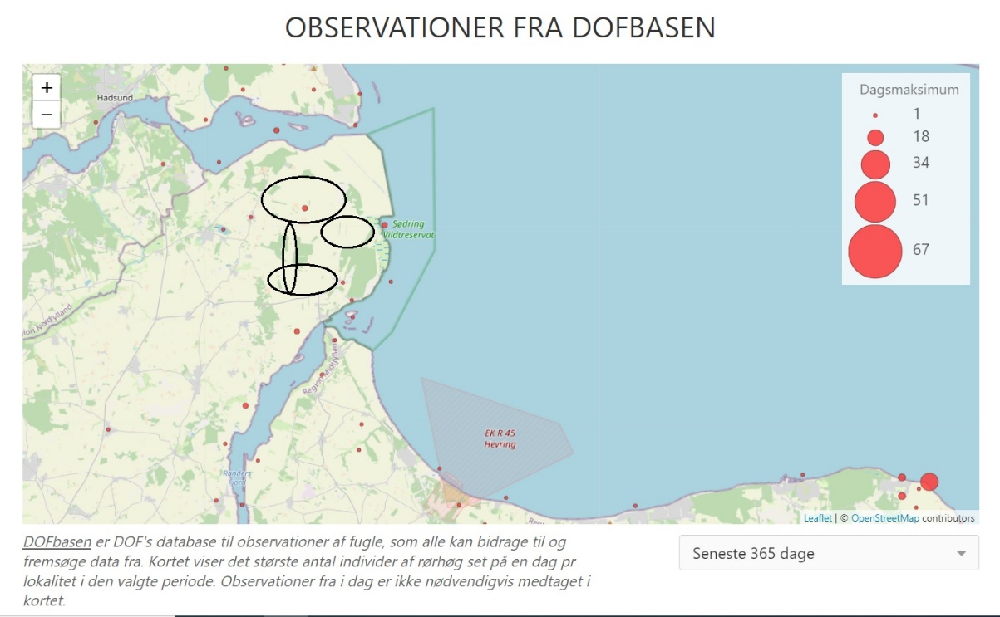 OBSERVATIONER FRA DOFBASEN
+
−
Hadsund
Dagsmaksimum
1
18
34
51
67
Sødring
Vildtreservat
ion Nordjylland
Region Midtjylland
EK R 45
Hevring
Randers
Fjord
Regi
Leaflet | © OpenStreetMap contributors
DOFbasen er DOF's database til observationer af fugle, som alle kan bidrage til og
fremsøge data fra. Kortet viser det største antal individer af rørhøg set på en dag pr
lokalitet i den valgte periode. Observationer fra i dag er ikke nødvendigvis medtaget i
kortet.
Seneste 365 dage